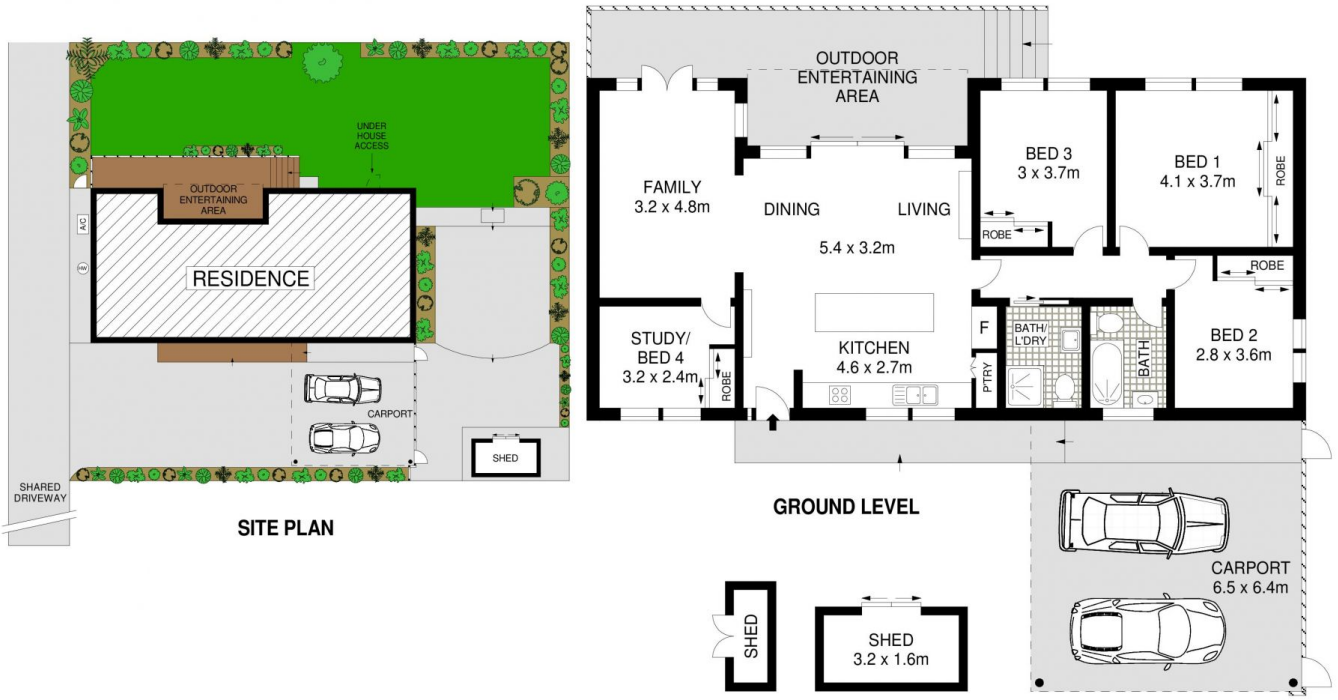 UNDER
HOUSE
ACCESS
OUTDOOR
ENTERTAINING
AREA
A/C
HW
RESIDENCE
CARPORT
SHED
SHARED
DRIVEWAY
SITE PLAN
OUTDOOR
ENTERTAINING
AREA
FAMILY
3.2 x 4.8m
DINING
LIVING
5.4 x 3.2m
BED 3
3 x 3.7m
ROBE
BED 1
4.1 x 3.7m
ROBE
STUDY/
BED 4
3.2 x 2.4m
ROBE
KITCHEN
4.6 x 2.7m
F
P'TRY
BATH/
L'DRY
BATH
ROBE
BED 2
2.8 x 3.6m
GROUND LEVEL
CARPORT
6.5 x 6.4m
SHED
SHED
3.2 x 1.6m